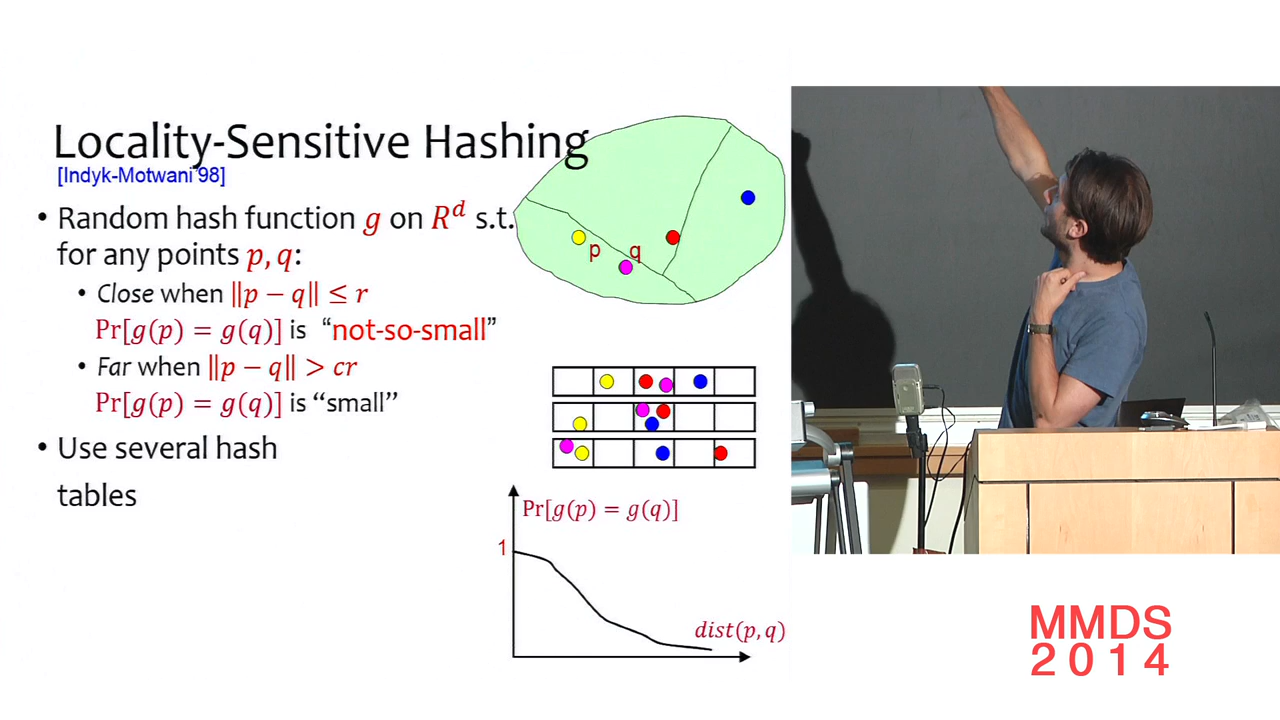 Locality-Sensitive Hashing
[Indyk-Motwani'98]
• Random hash function g on R^d s.t.
for any points p, q:
• Close when ‖p − q‖ ≤ r
Pr[g(p) = g(q)] is “not-so-small”
• Far when ‖p − q‖ > cr
Pr[g(p) = g(q)] is “small”
• Use several hash
tables
p
q
Pr[g(p) = g(q)]
1
dist(p, q)
MMDS
2014